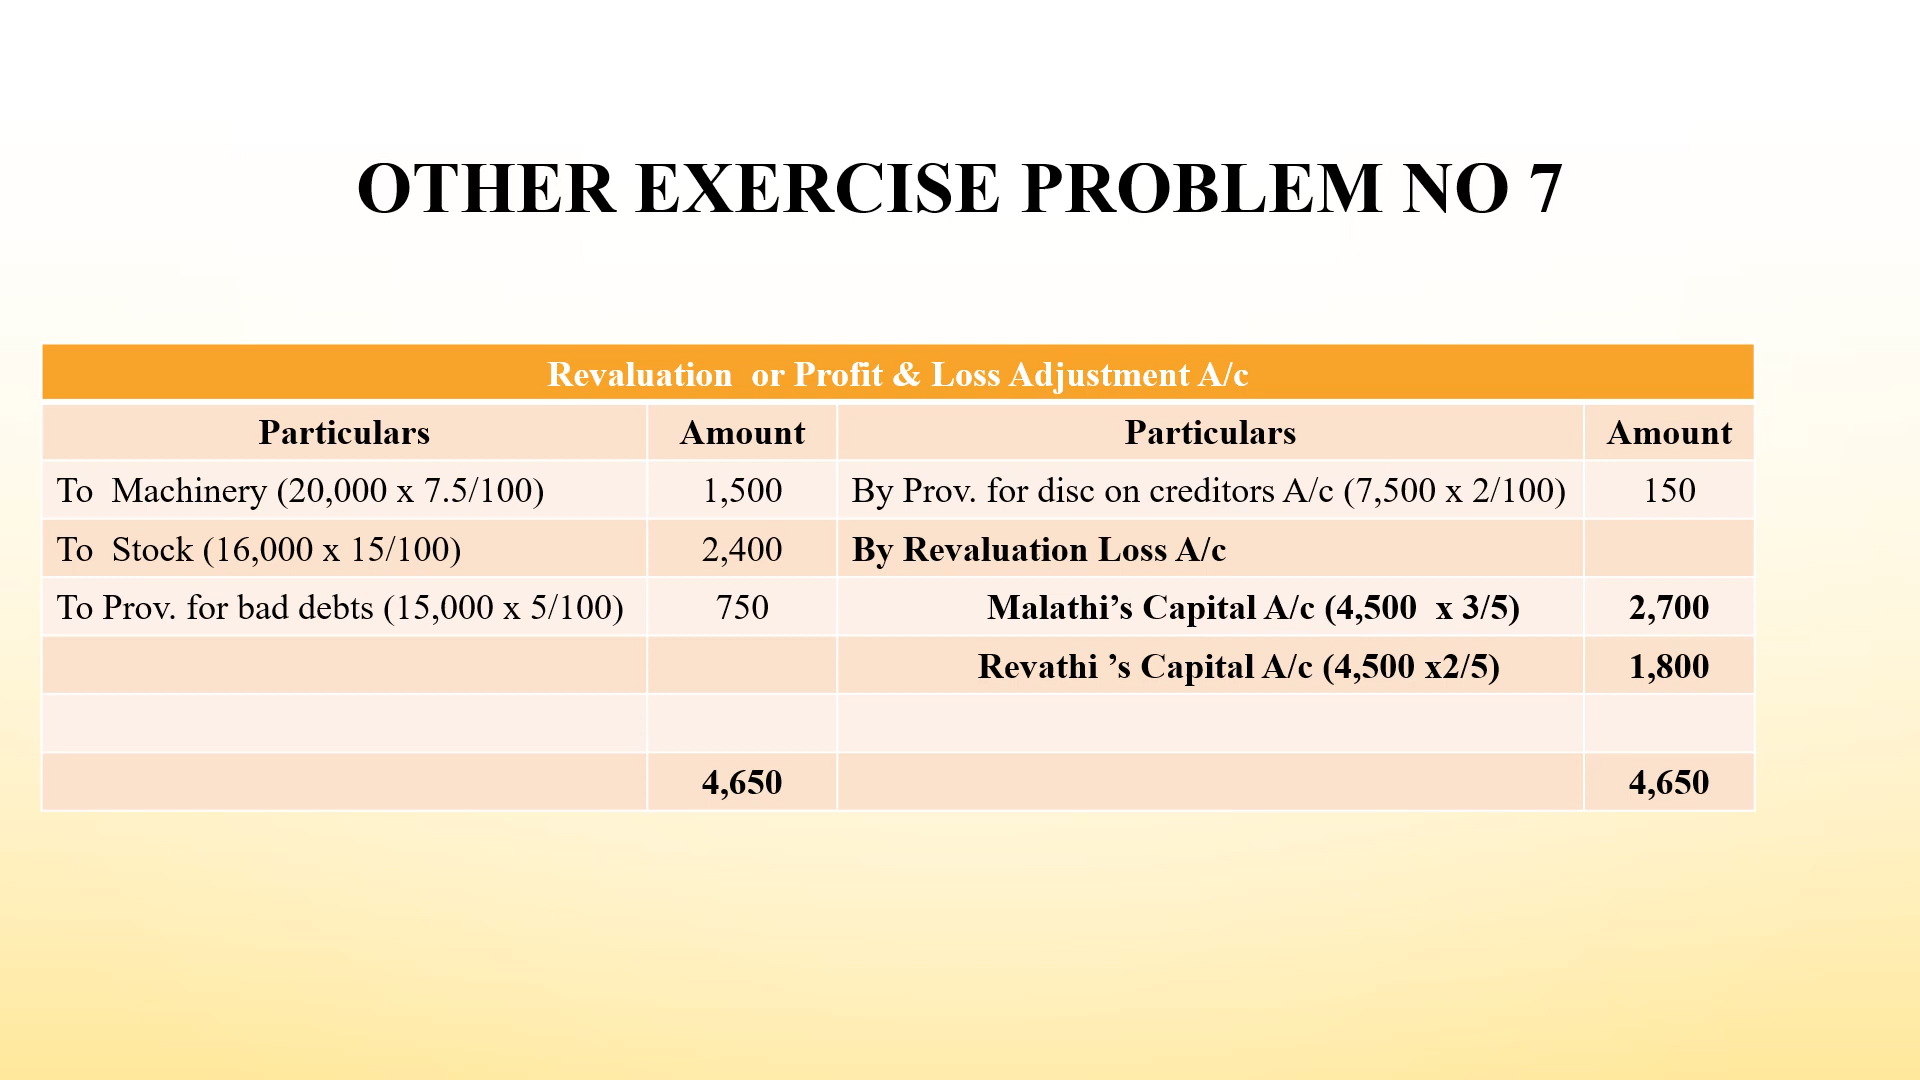 OTHER EXERCISE PROBLEM NO 7
Revaluation  or Profit & Loss Adjustment A/c
Particulars Amount Particulars Amount
To  Machinery (20,000 x 7.5/100) 1,500 By Prov. for disc on creditors A/c (7,500 x 2/100) 150
To  Stock (16,000 x 15/100) 2,400 By Revaluation Loss A/c
To Prov. for bad debts (15,000 x 5/100) 750 Malathi’s Capital A/c (4,500  x 3/5) 2,700
Revathi ’s Capital A/c (4,500 x2/5) 1,800
4,650 4,650